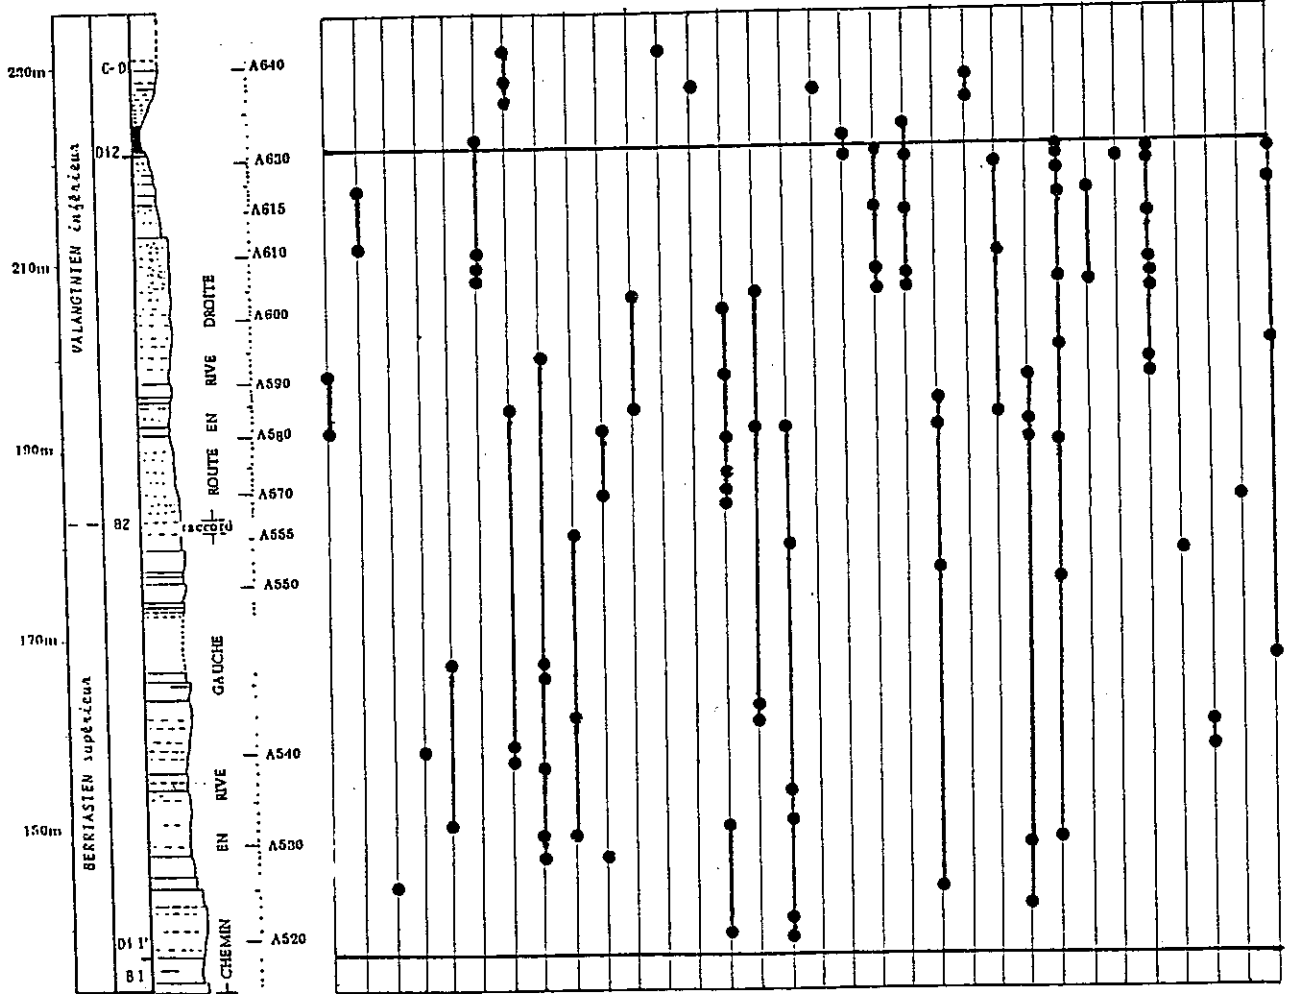 C-D
A640
230m
D12
A630
A615
A610
210m
VALANGINIEN inférieur
A600
ROUTE EN RIVE DROITE
A590
A580
190m
A570
B2
raccord
A555
A550
170m
BERRIASIEN supérieur
CHEMIN EN RIVE GAUCHE
A540
150m
A530
A520
D11'
B1